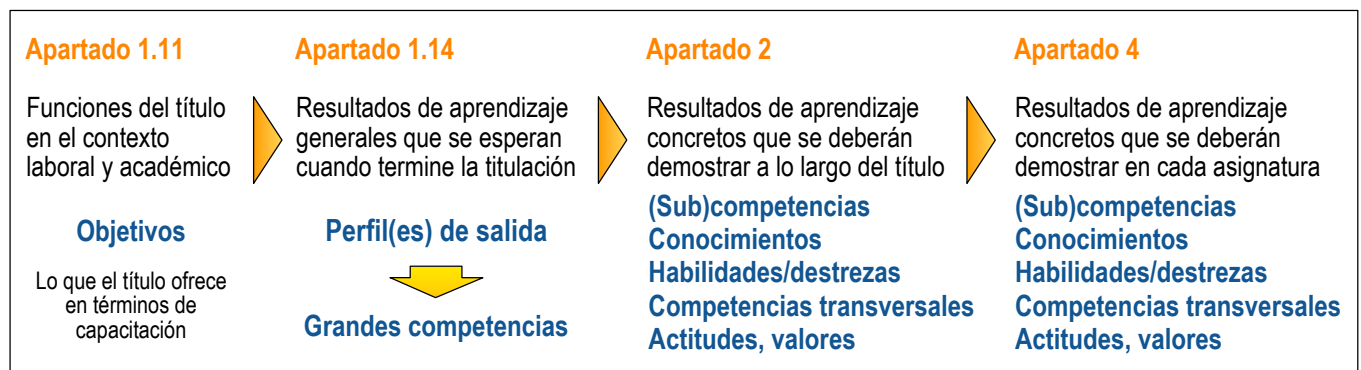 Apartado 1.11
Funciones del título
en el contexto
laboral y académico
Objetivos
Lo que el título ofrece
en términos de
capacitación
Apartado 1.14
Resultados de aprendizaje
generales que se esperan
cuando termine la titulación
Perfil(es) de salida
Grandes competencias
Apartado 2
Resultados de aprendizaje
concretos que se deberán
demostrar a lo largo del título
(Sub)competencias
Conocimientos
Habilidades/destrezas
Competencias transversales
Actitudes, valores
Apartado 4
Resultados de aprendizaje
concretos que se deberán
demostrar en cada asignatura
(Sub)competencias
Conocimientos
Habilidades/destrezas
Competencias transversales
Actitudes, valores